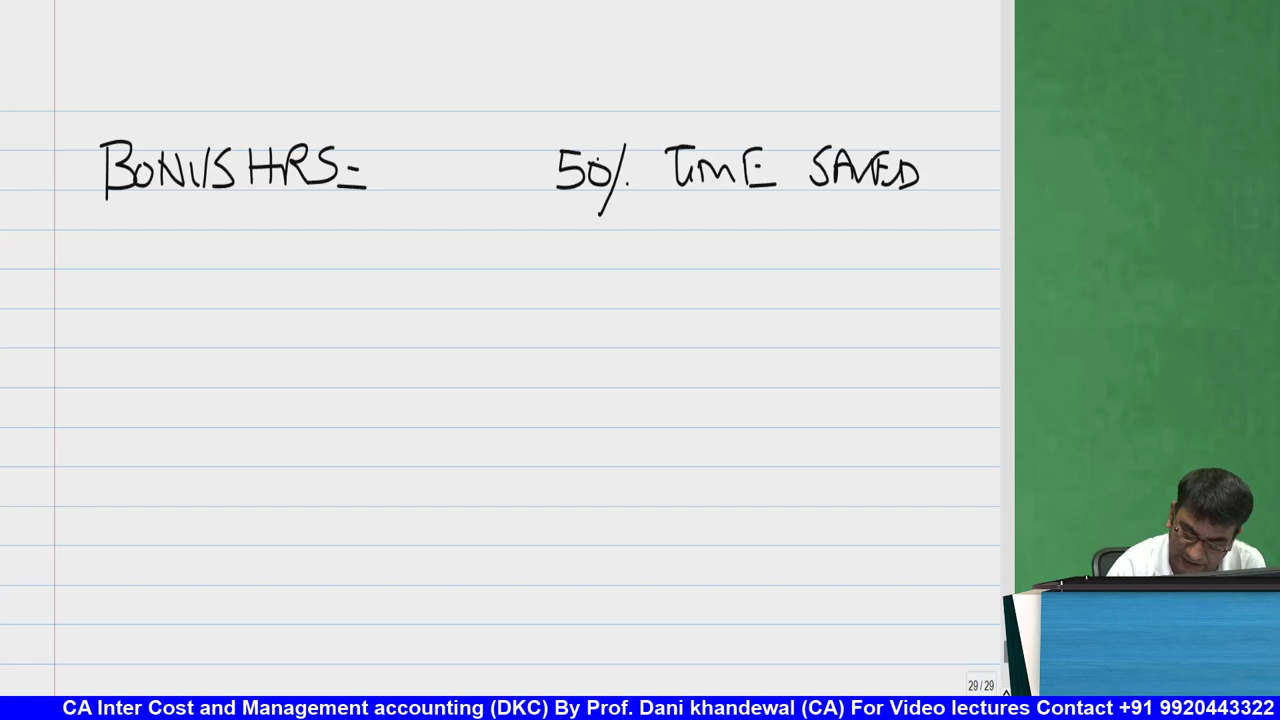 BONUS HRS= 50% TIME SAVED
29/29
CA Inter Cost and Management accounting (DKC) By Prof. Dani khandewal (CA) For Video lectures Contact +91 9920443322